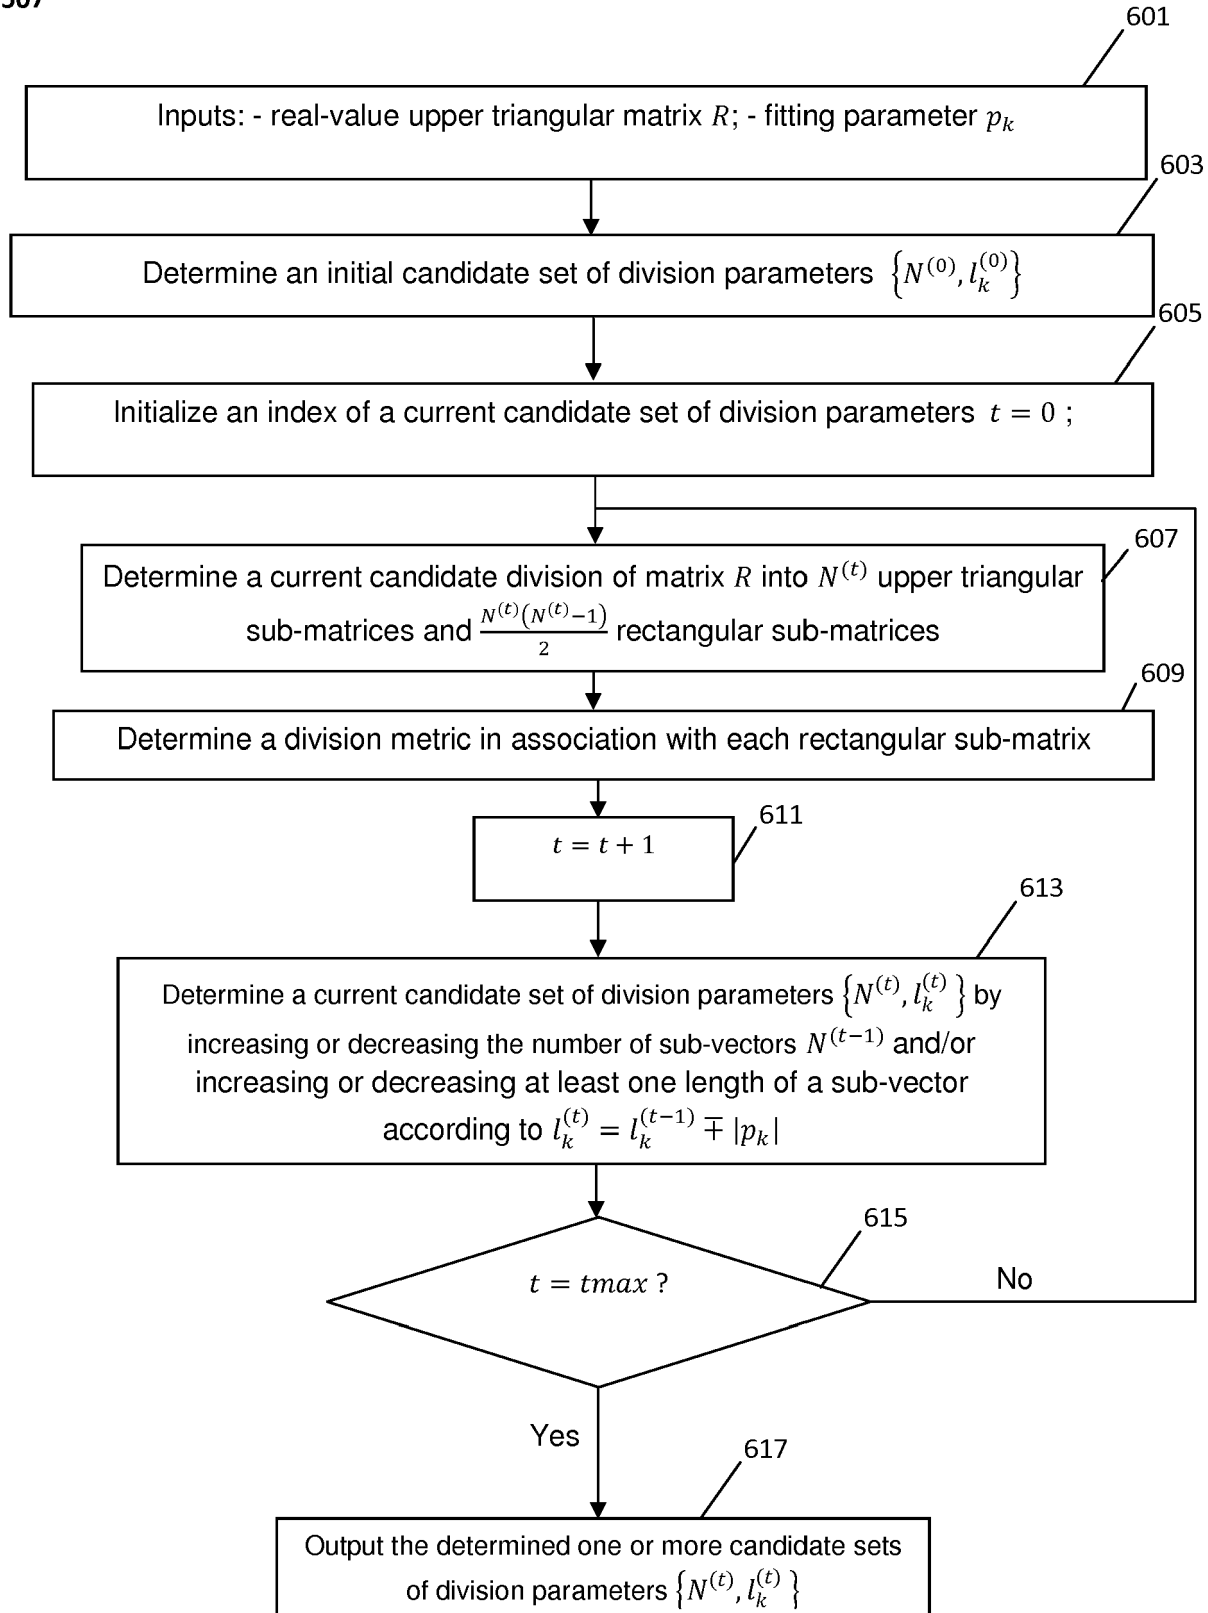 507
601
Inputs: - real-value upper triangular matrix R; - fitting parameter p_k
603
Determine an initial candidate set of division parameters {N^(0), l_k^(0)}
605
Initialize an index of a current candidate set of division parameters t = 0 ;
607
Determine a current candidate division of matrix R into N^(t) upper triangular
sub-matrices and N^(t)(N^(t)−1)/2 rectangular sub-matrices
609
Determine a division metric in association with each rectangular sub-matrix
611
t = t + 1
613
Determine a current candidate set of division parameters {N^(t), l_k^(t) } by
increasing or decreasing the number of sub-vectors N^(t−1) and/or
increasing or decreasing at least one length of a sub-vector
according to l_k^(t) = l_k^(t−1) ∓ |p_k|
615
t = tmax ?
No
Yes
617
Output the determined one or more candidate sets
of division parameters {N^(t), l_k^(t) }